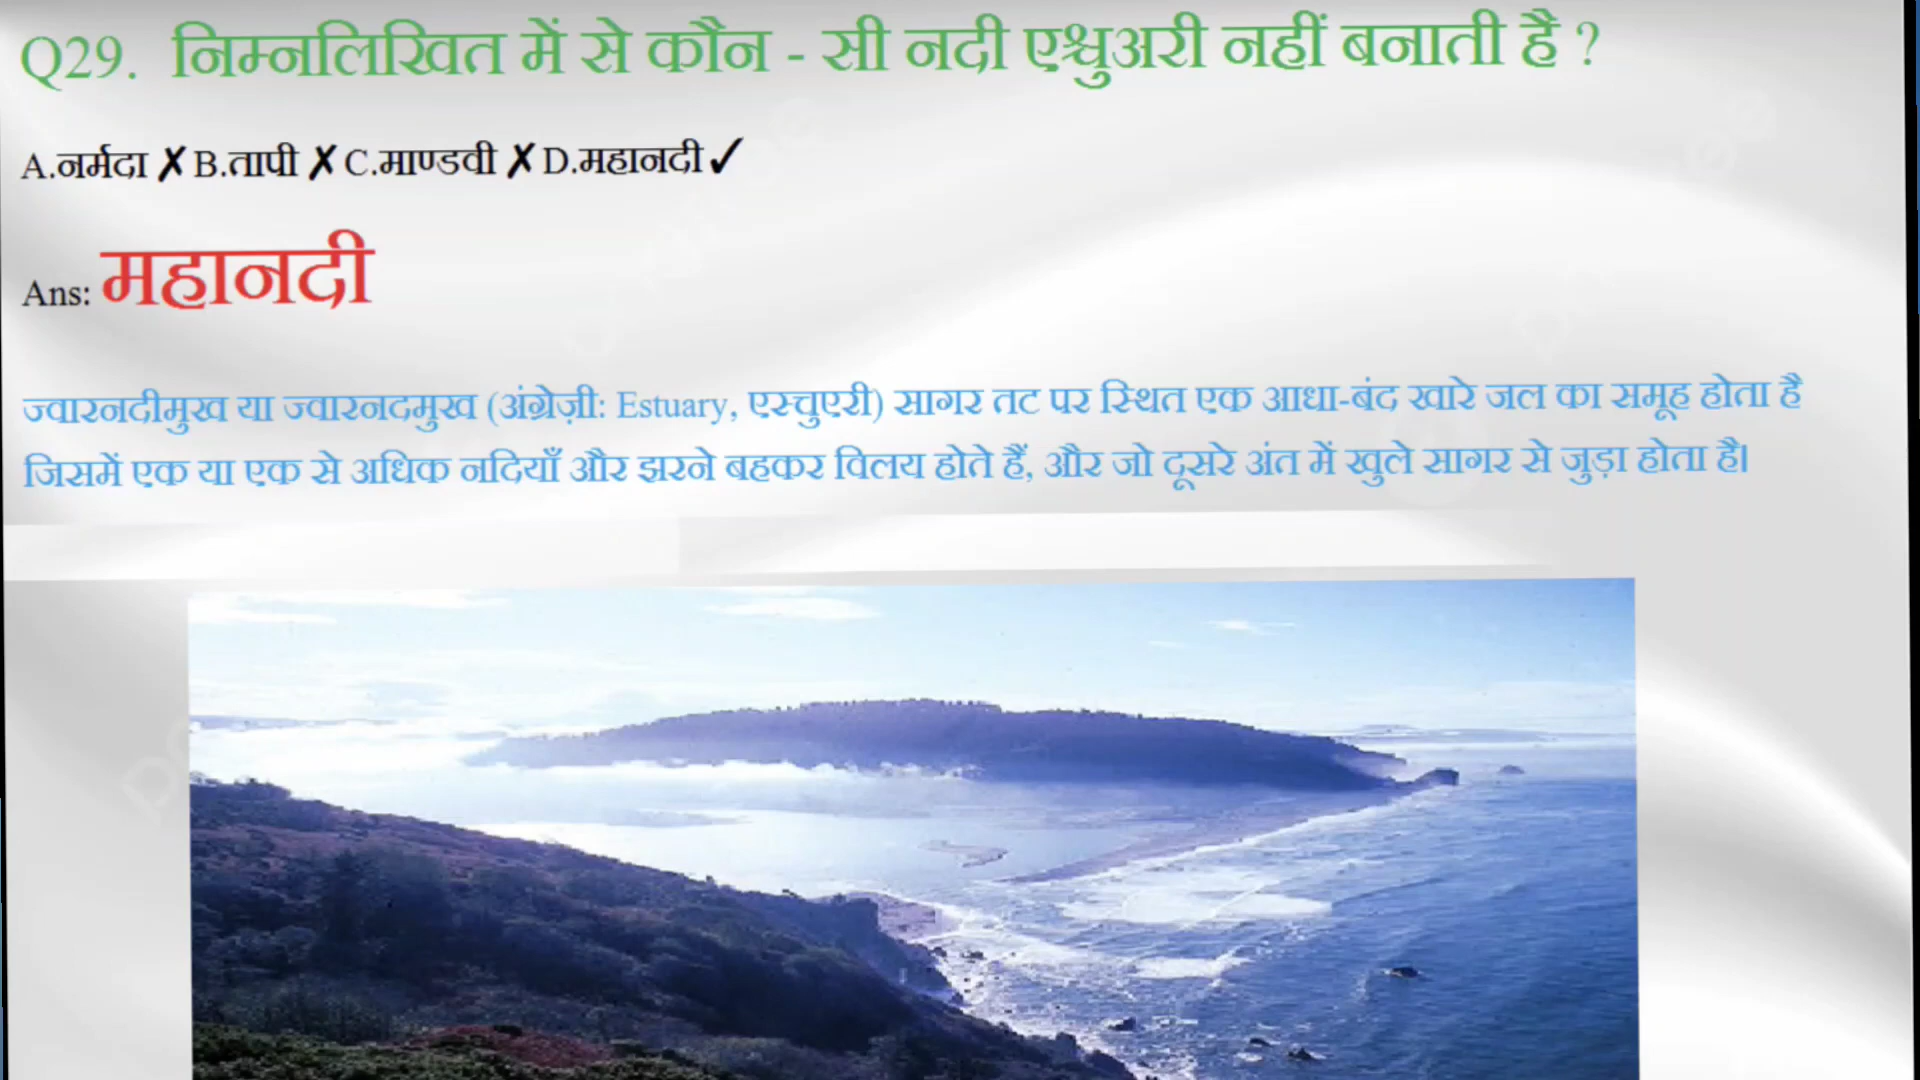 Q29. निम्नलिखित में से कौन - सी नदी एश्चुअरी नहीं बनाती है ?
A.नर्मदा ✗ B.तापी ✗ C.माण्डवी ✗ D.महानदी ✓
Ans: महानदी
ज्वारनदीमुख या ज्वारनदमुख (अंग्रेज़ी: Estuary, एस्चुएरी) सागर तट पर स्थित एक आधा-बंद खारे जल का समूह होता है
जिसमें एक या एक से अधिक नदियाँ और झरने बहकर विलय होते हैं, और जो दूसरे अंत में खुले सागर से जुड़ा होता है।